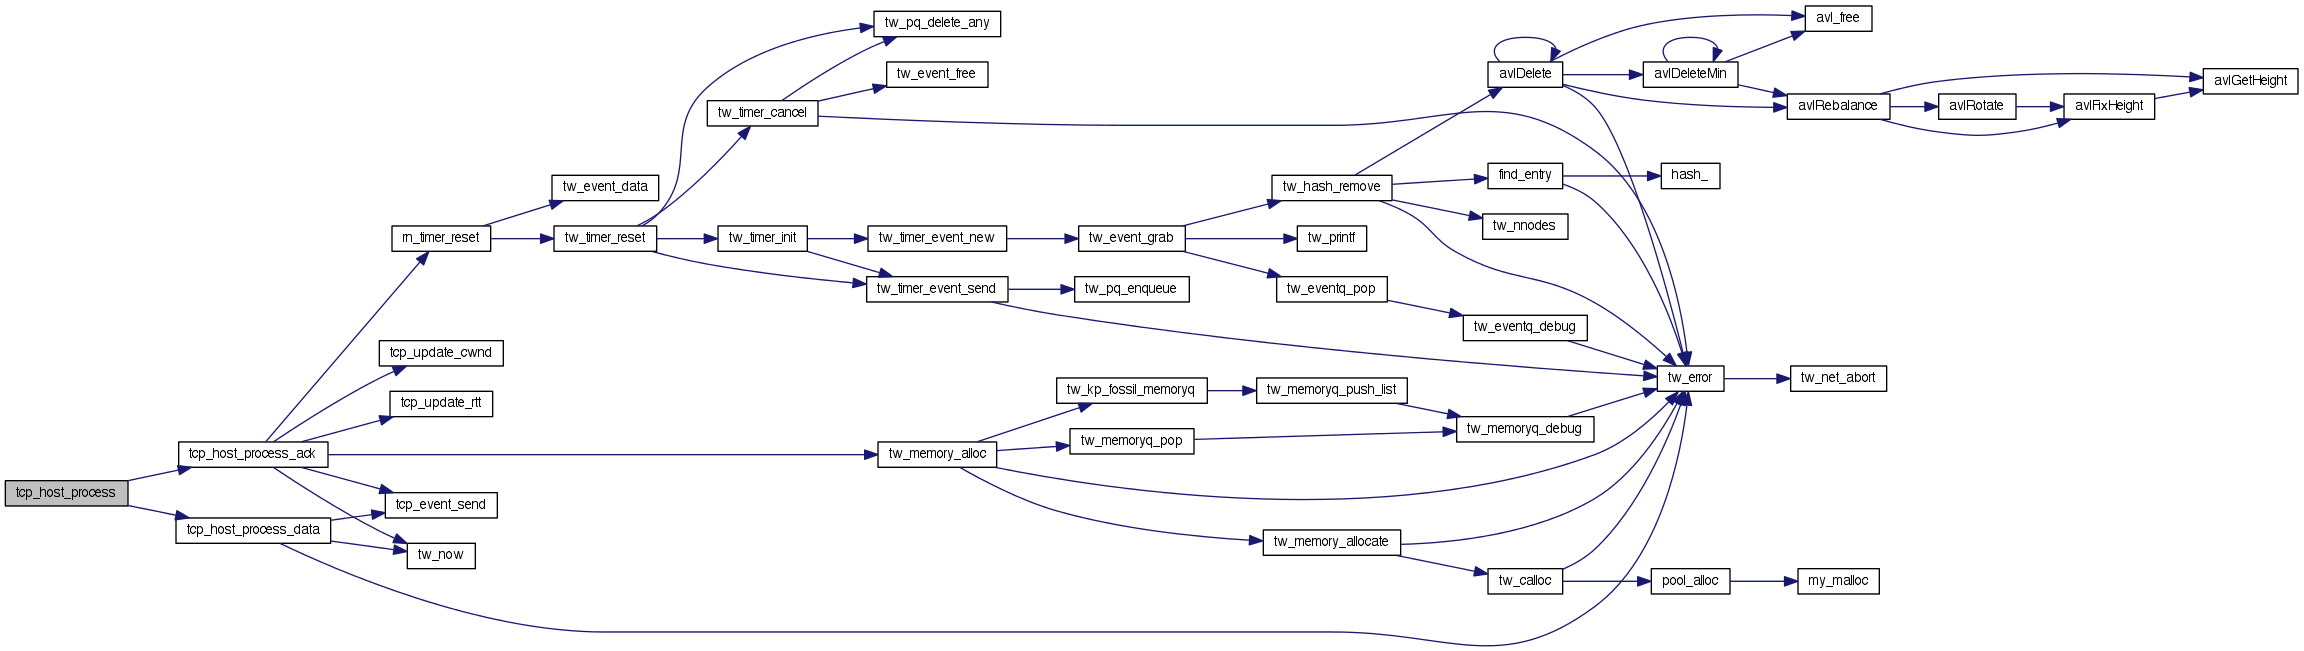 tcp_host_process
tcp_host_process_ack
tcp_host_process_data
rn_timer_reset
tcp_update_cwnd
tcp_update_rtt
tcp_event_send
tw_now
tw_event_data
tw_timer_reset
tw_timer_cancel
tw_timer_init
tw_pq_delete_any
tw_event_free
tw_timer_event_new
tw_timer_event_send
tw_memory_alloc
tw_event_grab
tw_pq_enqueue
tw_kp_fossil_memoryq
tw_memoryq_pop
tw_hash_remove
tw_printf
tw_eventq_pop
tw_memoryq_push_list
tw_memory_allocate
avlDelete
find_entry
tw_nnodes
tw_eventq_debug
tw_memoryq_debug
tw_calloc
avlDeleteMin
hash_
tw_error
pool_alloc
avl_free
avlRebalance
tw_net_abort
my_malloc
avlRotate
avlFixHeight
avlGetHeight